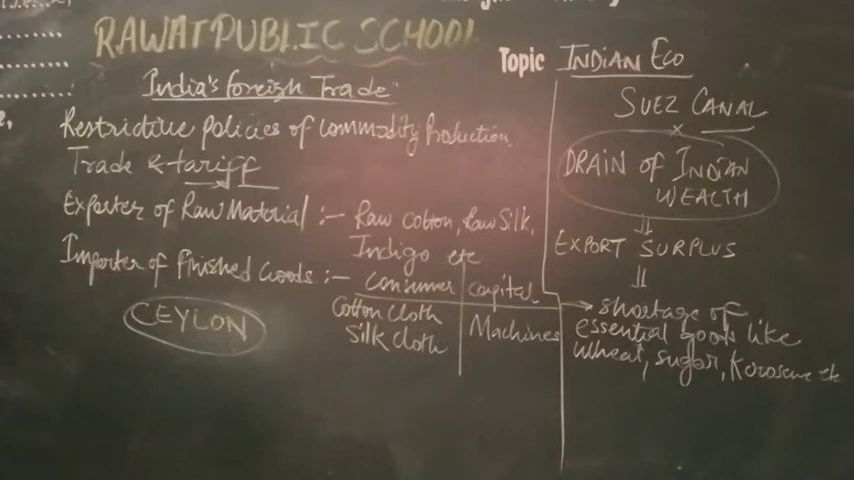 RAWAT PUBLIC SCHOOL
Topic INDIAN ECO
India's Foreign Trade
Restrictive policies of commodity Production,
Trade & tariff
Exporter of Raw Material :- Raw Cotton, Raw Silk,
Indigo etc
Importer of Finished Goods :- Consumer Capital
Cotton Cloth Machines
Silk Cloth
CEYLON
SUEZ CANAL
x
DRAIN of INDIAN
WEALTH
⇓
EXPORT SURPLUS
⇓
→ shortage of
essential goods like
wheat, sugar, Kerosene etc